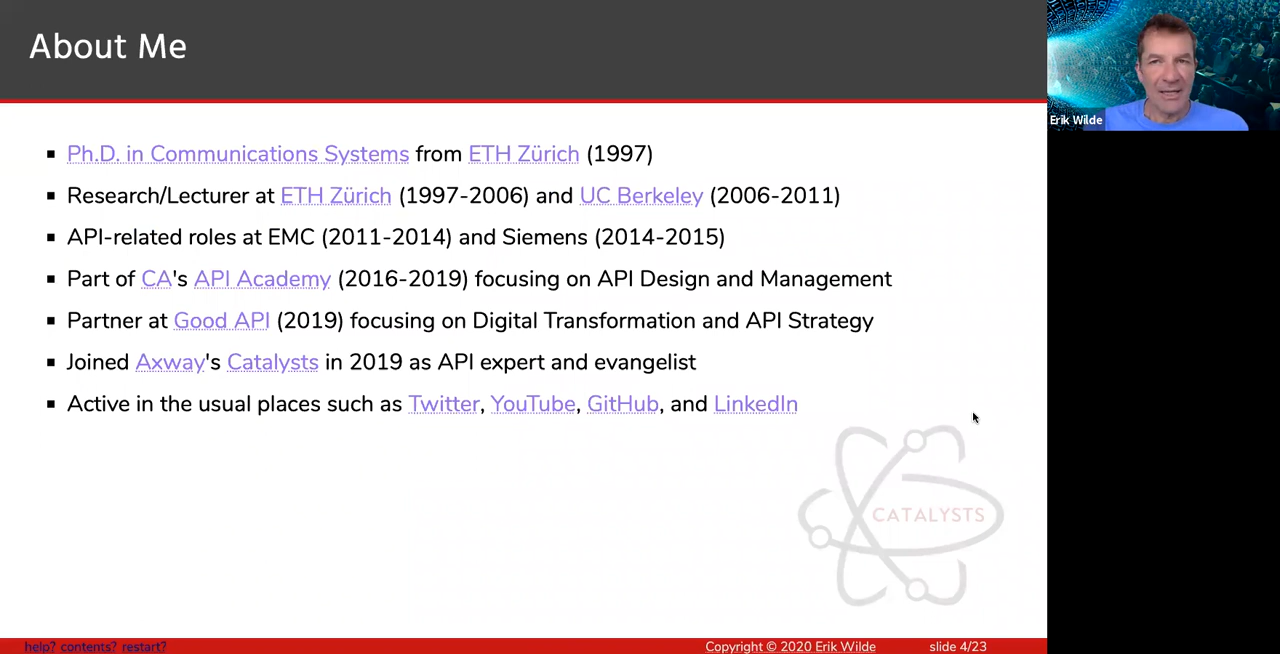 About Me
Erik Wilde
Ph.D. in Communications Systems from ETH Zürich (1997)
Research/Lecturer at ETH Zürich (1997-2006) and UC Berkeley (2006-2011)
API-related roles at EMC (2011-2014) and Siemens (2014-2015)
Part of CA's API Academy (2016-2019) focusing on API Design and Management
Partner at Good API (2019) focusing on Digital Transformation and API Strategy
Joined Axway's Catalysts in 2019 as API expert and evangelist
Active in the usual places such as Twitter, YouTube, GitHub, and LinkedIn
CATALYSTS
help? contents? restart? Copyright © 2020 Erik Wilde slide 4/23